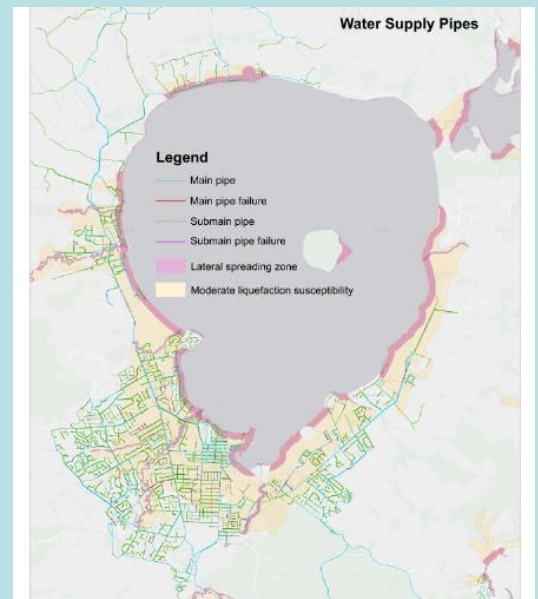 Water Supply Pipes
Legend
Main pipe
Main pipe failure
Submain pipe
Submain pipe failure
Lateral spreading zone
Moderate liquefaction susceptibility